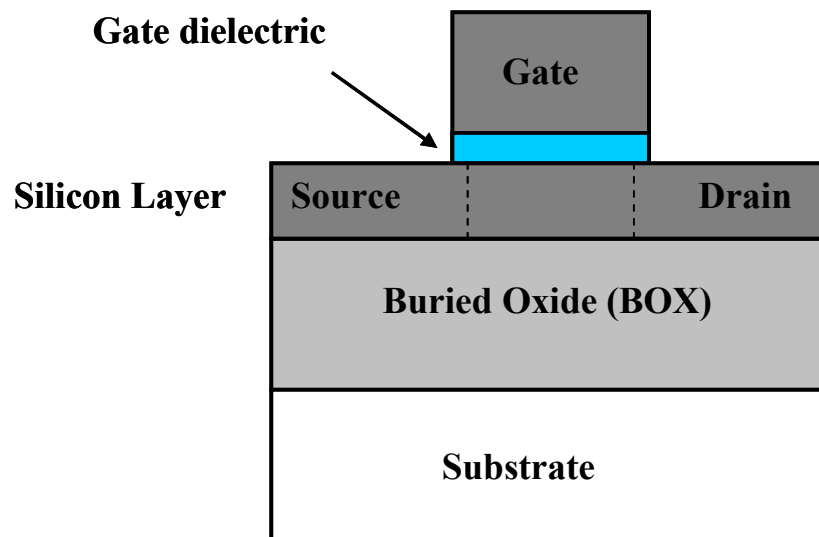 Gate dielectric
Gate
Silicon Layer
Source
Drain
Buried Oxide (BOX)
Substrate